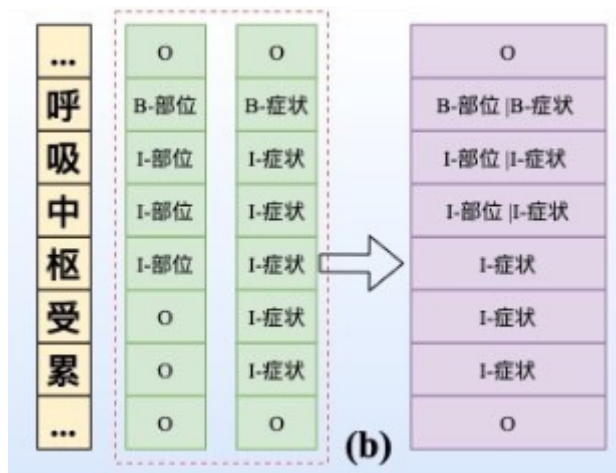 ... O O O
呼 B-部位 B-症状 B-部位 |B-症状
吸 I-部位 I-症状 I-部位 |I-症状
中 I-部位 I-症状 I-部位 |I-症状
枢 I-部位 I-症状 I-症状
受 O I-症状 I-症状
累 O I-症状 I-症状
... O O O
(b)